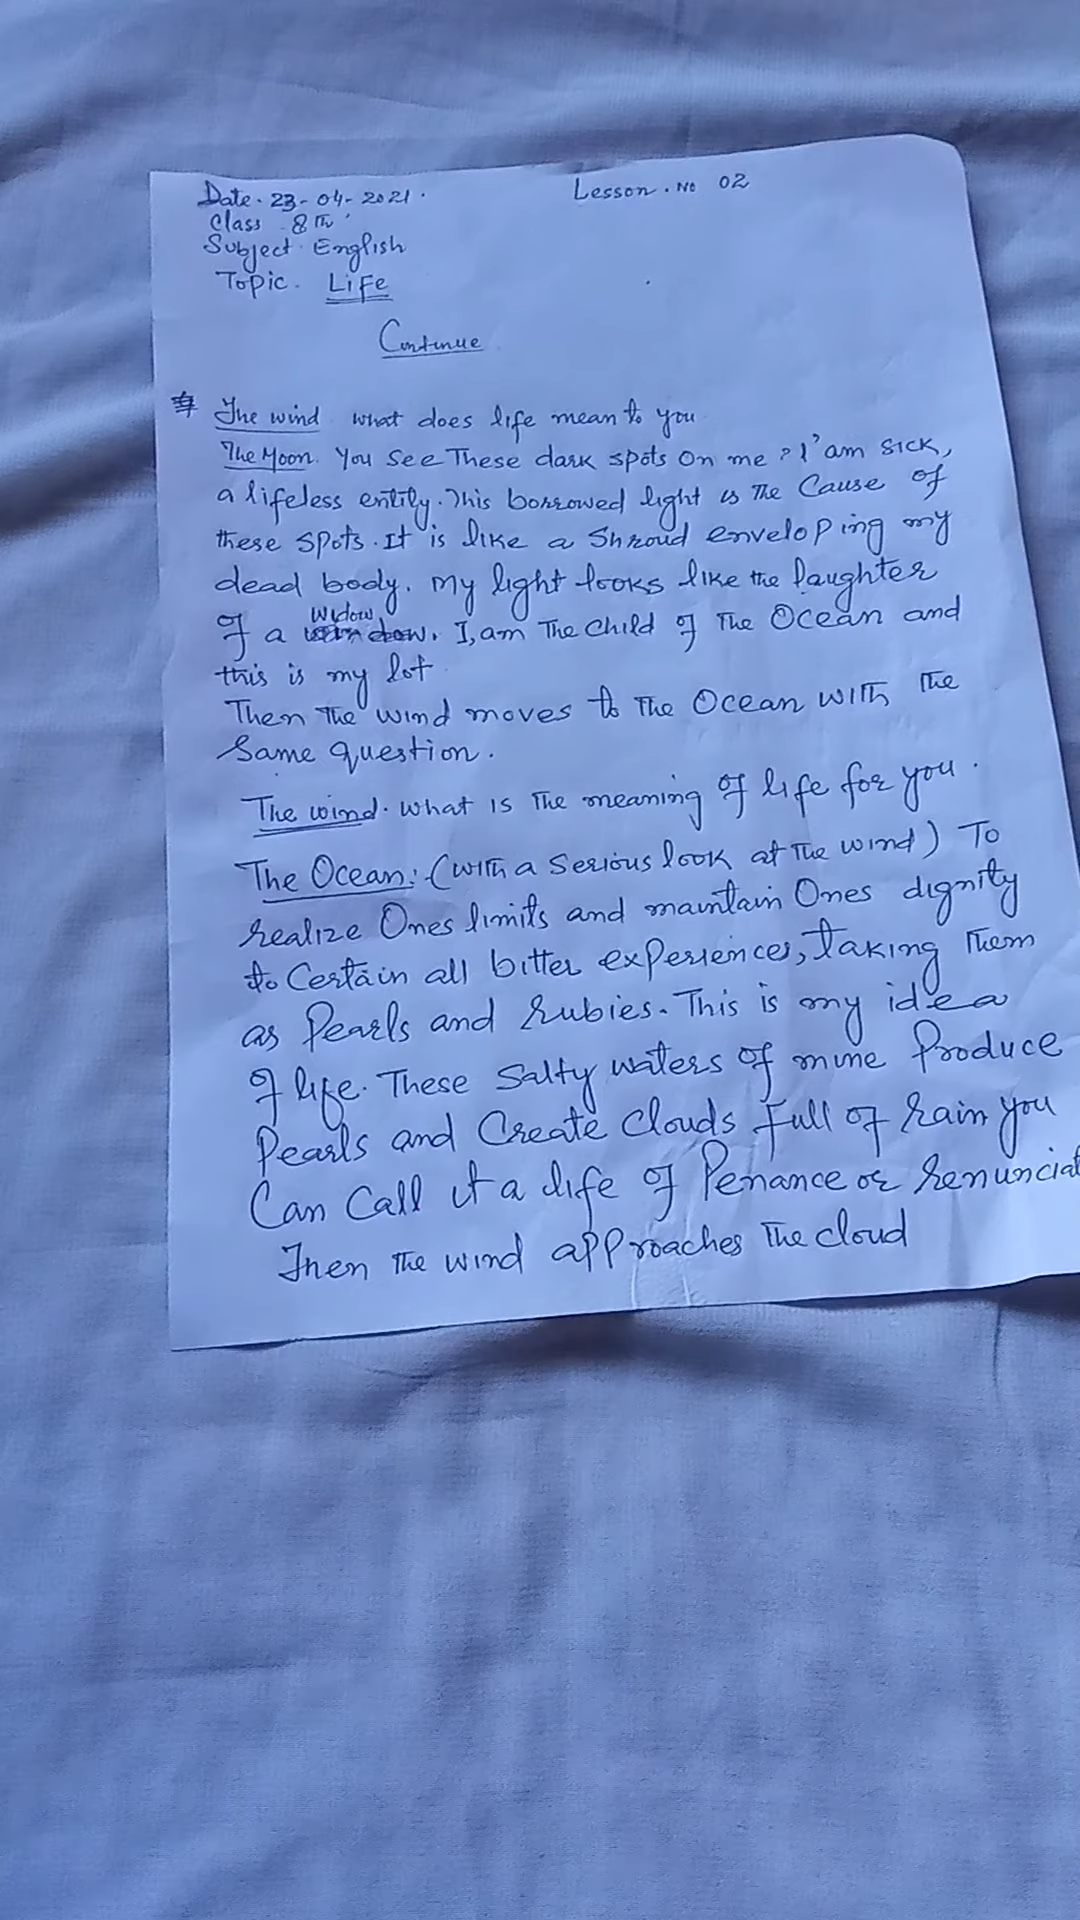 Date. 23-04-2021.
Lesson. No 02
Class 8Th
Subject. English
Topic. Life
Continue
The wind what does life mean to you
The Moon. You See These dark spots On me ? I'am sick,
a lifeless entity. This borrowed light is The Cause of
these spots. It is like a Shroud enveloping my
dead body. My light looks like the laughter
Of a widow. I, am The Child of The Ocean and
this is my lot
Then The wind moves to The Ocean with The
Same question.
The wind. What is The meaning of life for you.
The Ocean: (with a Serious look at The wind) To
realize Ones limits and maintain Ones dignity
to Certain all bitter experiences, taking Them
as Pearls and rubies. This is my idea
Of life. These Salty waters of mine Produce
Pearls and Create Clouds full of rain you
Can Call it a life of Penance or renunciat
Then The wind approaches The cloud